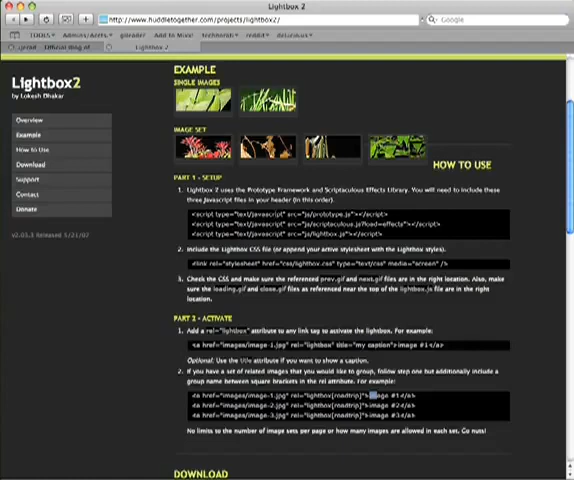 Lightbox 2
http://www.huddletogether.com/projects/lightbox2/
Google
TOOLS
Add to Mixx!
technorati
reddit
delicious
Lightbox 2
Lightbox2
by Lokesh Dhakar
Overview
Example
How to Use
Download
Support
Contact
Donate
v2.03.3 Released 5/21/07
EXAMPLE
SINGLE IMAGES
IMAGE SET
HOW TO USE
PART 1 - SETUP
1. Lightbox 2 uses the Prototype Framework and Scriptaculous Effects Library. You will need to include these
three Javascript files in your header (in this order).
<script type="text/javascript" src="js/prototype.js"></script>
<script type="text/javascript" src="js/scriptaculous.js?load=effects"></script>
<script type="text/javascript" src="js/lightbox.js"></script>
2. Include the Lightbox CSS file (or append your active stylesheet with the Lightbox styles).
<link rel="stylesheet" href="css/lightbox.css" type="text/css" media="screen" />
3. Check the CSS and make sure the referenced prev.gif and next.gif files are in the right location. Also, make
sure the loading.gif and close.gif files as referenced near the top of the lightbox.js file are in the right
location.
PART 2 - ACTIVATE
1. Add a rel="lightbox" attribute to any link tag to activate the lightbox. For example:
<a href="images/image-1.jpg" rel="lightbox" title="my caption">image #1</a>
Optional: Use the title attribute if you want to show a caption.
2. If you have a set of related images that you would like to group, follow step one but additionally include a
group name between square brackets in the rel attribute. For example:
<a href="images/image-1.jpg" rel="lightbox[roadtrip]">image #1</a>
<a href="images/image-2.jpg" rel="lightbox[roadtrip]">image #2</a>
<a href="images/image-3.jpg" rel="lightbox[roadtrip]">image #3</a>
No limits to the number of image sets per page or how many images are allowed in each set. Go nuts!
DOWNLOAD